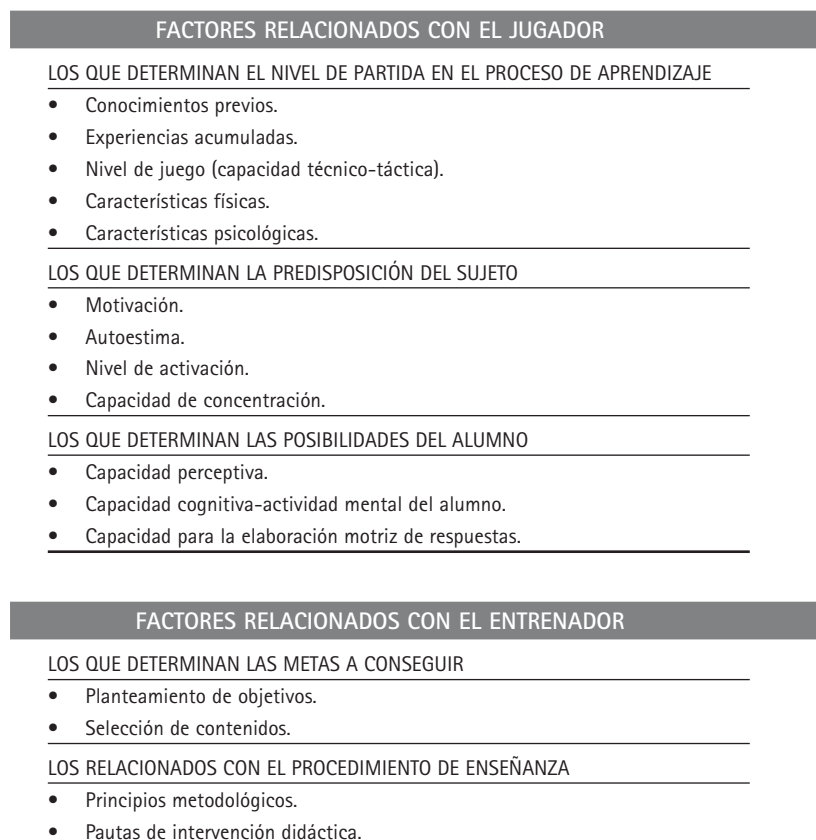 FACTORES RELACIONADOS CON EL JUGADOR
LOS QUE DETERMINAN EL NIVEL DE PARTIDA EN EL PROCESO DE APRENDIZAJE
• Conocimientos previos.
• Experiencias acumuladas.
• Nivel de juego (capacidad técnico-táctica).
• Características físicas.
• Características psicológicas.
LOS QUE DETERMINAN LA PREDISPOSICIÓN DEL SUJETO
• Motivación.
• Autoestima.
• Nivel de activación.
• Capacidad de concentración.
LOS QUE DETERMINAN LAS POSIBILIDADES DEL ALUMNO
• Capacidad perceptiva.
• Capacidad cognitiva-actividad mental del alumno.
• Capacidad para la elaboración motriz de respuestas.
FACTORES RELACIONADOS CON EL ENTRENADOR
LOS QUE DETERMINAN LAS METAS A CONSEGUIR
• Planteamiento de objetivos.
• Selección de contenidos.
LOS RELACIONADOS CON EL PROCEDIMIENTO DE ENSEÑANZA
• Principios metodológicos.
• Pautas de intervención didáctica.